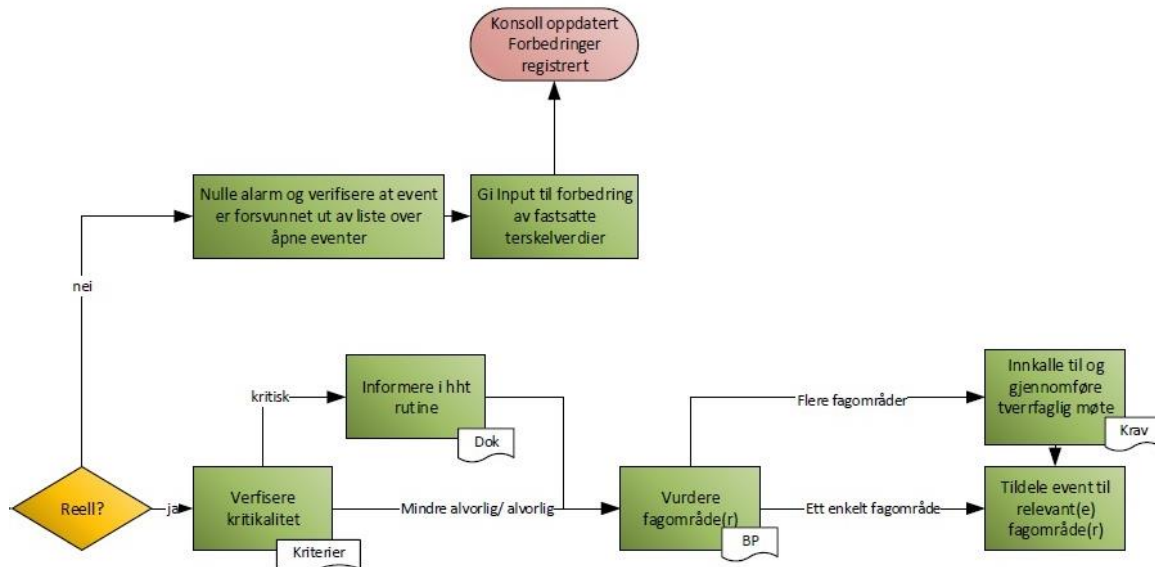 Konsoll oppdatert
Forbedringer
registrert
Nulle alarm og verifisere at event
er forsvunnet ut av liste over
åpne eventer
Gi Input til forbedring
av fastsatte
terskelverdier
nei
kritisk
Informere i hht
rutine
Dok
Flere fagområder
Innkalle til og
gjennomføre
tverrfaglig møte
Krav
Reell?
ja
Verfisere
kritikalitet
Kriterier
Mindre alvorlig/ alvorlig
Vurdere
fagområde(r)
BP
Ett enkelt fagområde
Tildele event til
relevant(e)
fagområde(r)